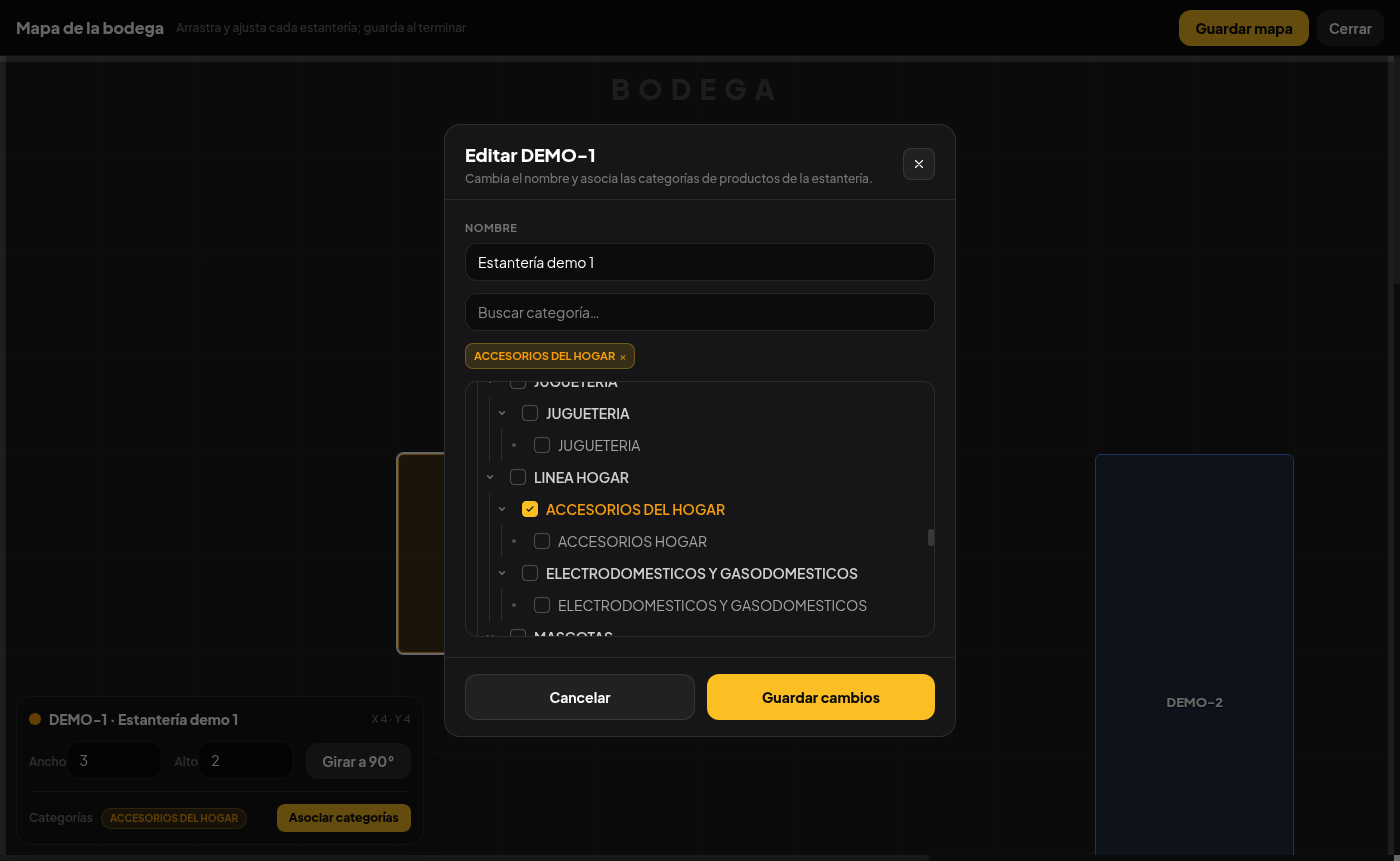 Mapa de la bodega Arrastra y ajusta cada estantería; guarda al terminar Guardar mapa Cerrar
BODEGA
Editar DEMO-1
Cambia el nombre y asocia las categorías de productos de la estantería.
NOMBRE
Estantería demo 1
Buscar categoría...
ACCESORIOS DEL HOGAR ×
JUGUETERIA
JUGUETERIA
JUGUETERIA
LINEA HOGAR
ACCESORIOS DEL HOGAR
ACCESORIOS HOGAR
ELECTRODOMESTICOS Y GASODOMESTICOS
ELECTRODOMESTICOS Y GASODOMESTICOS
MASCOTAS
Cancelar Guardar cambios
DEMO-2
DEMO-1 · Estantería demo 1 X 4 · Y 4
Ancho 3 Alto 2 Girar a 90°
Categorías ACCESORIOS DEL HOGAR Asociar categorías